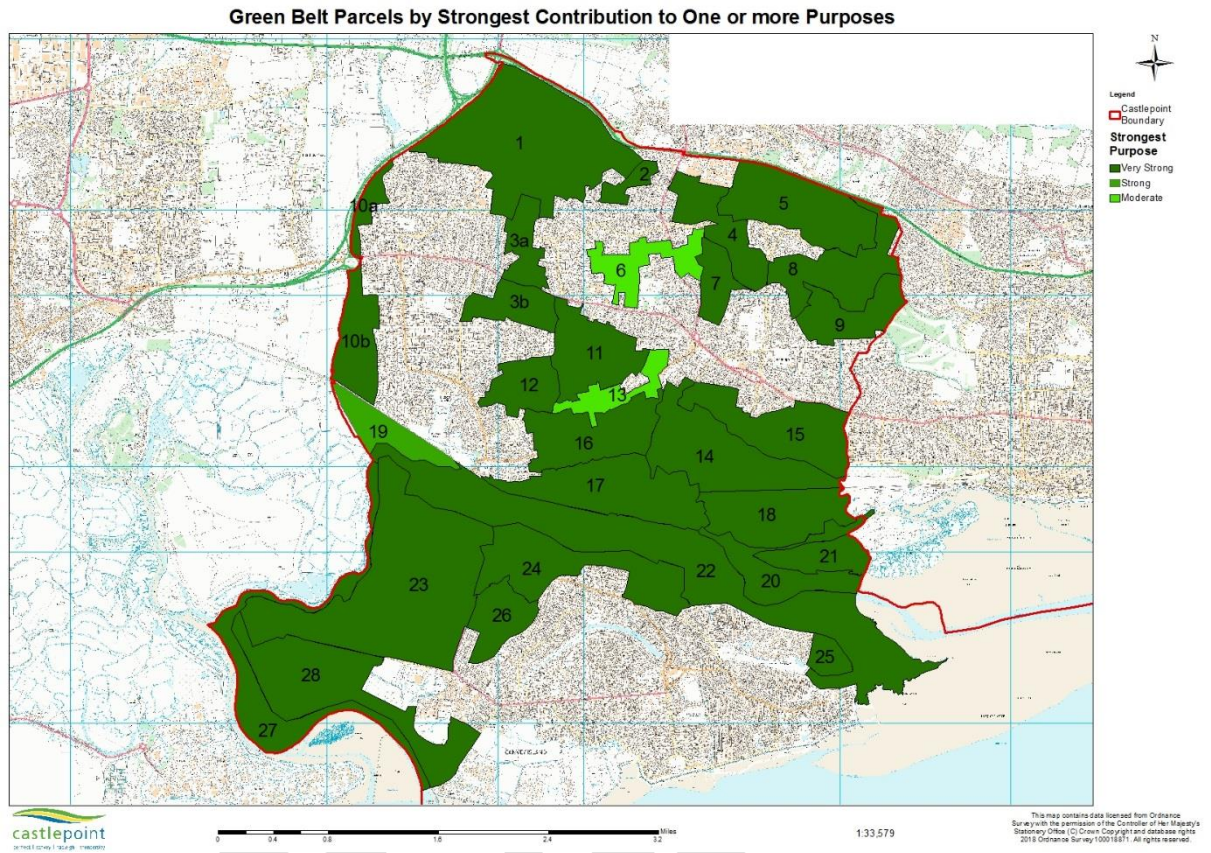 Green Belt Parcels by Strongest Contribution to One or more Purposes
N
Legend
Castlepoint
Boundary
Strongest
Purpose
Very Strong
Strong
Moderate
1
2
10a
5
3a
4
6
7
8
3b
9
10b
11
12
13
19
15
16
14
17
18
21
23
24
22
20
26
25
28
27
CANVEY ISLAND
castlepoint
0
0.4
0.8
1.6
2.4
3.2
Miles
1:33,579
This map contains data licensed from Ordnance
Survey with the permission of the Controller of Her Majesty's
Stationery Office (C) Crown Copyright and database rights
2018 Ordnance Survey 100018871. All rights reserved.